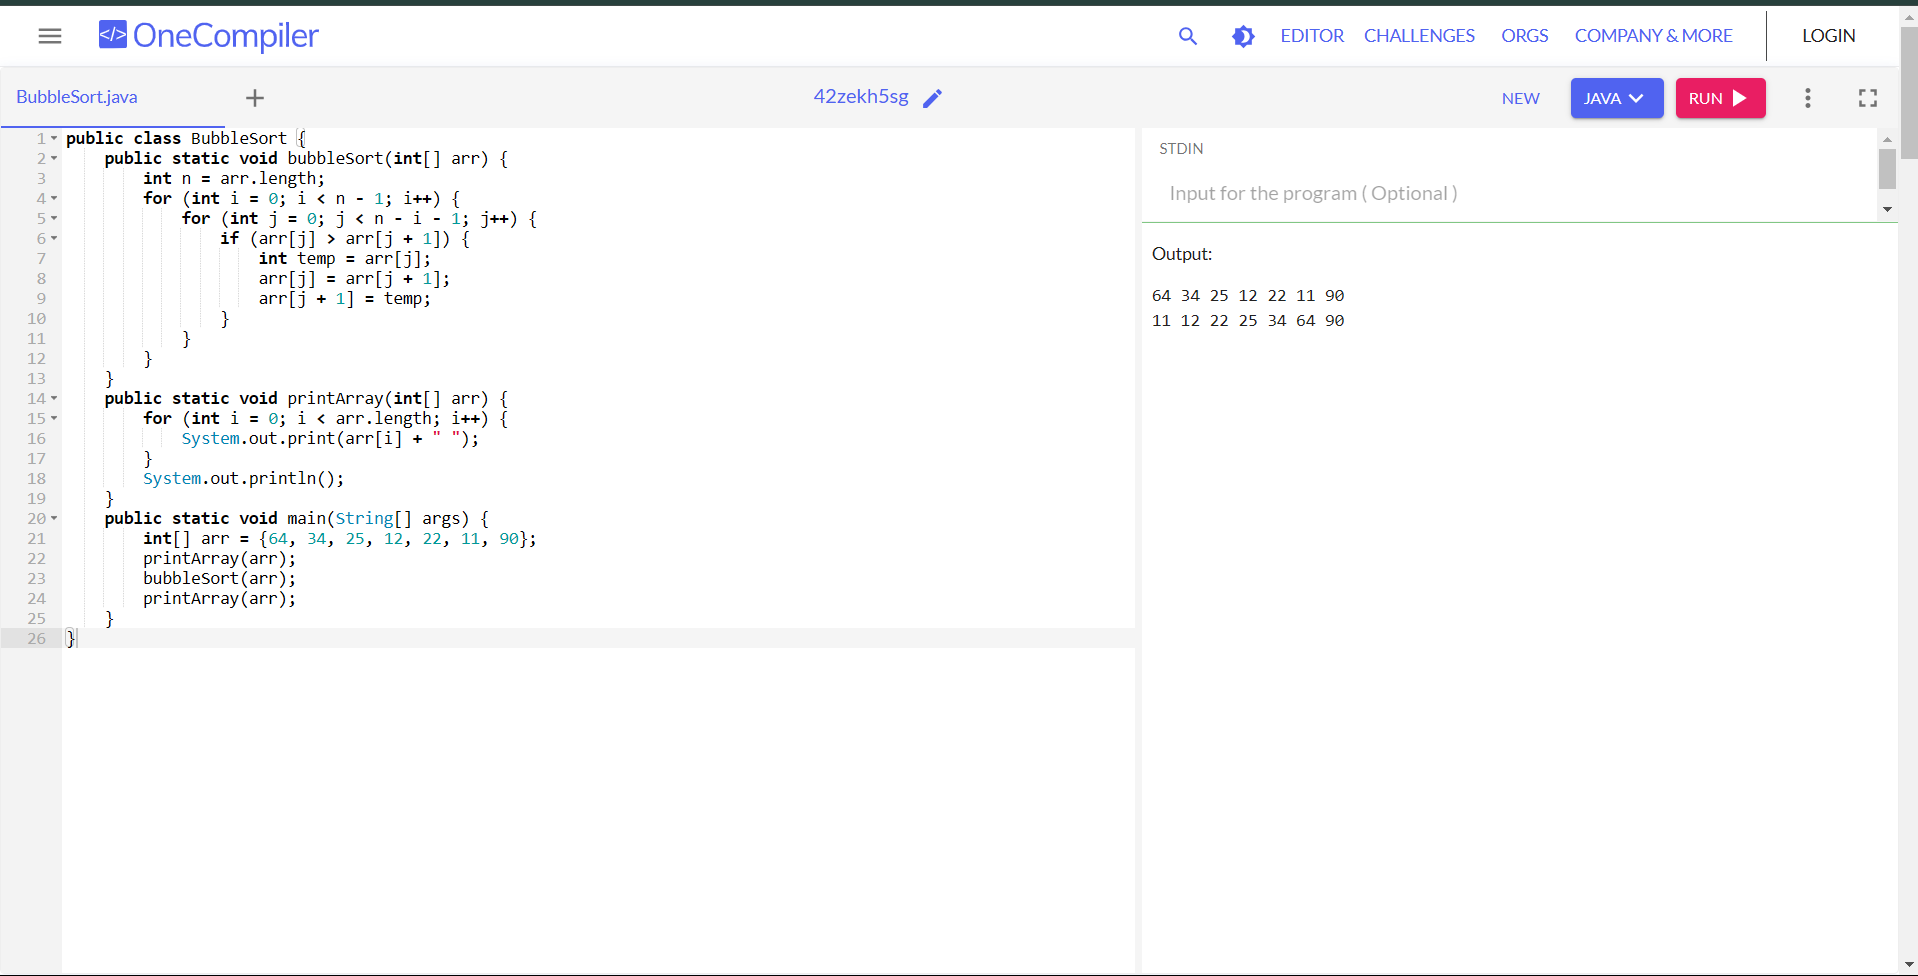 </> OneCompiler
EDITOR CHALLENGES ORGS COMPANY & MORE LOGIN
BubbleSort.java + 42zekh5sg NEW JAVA RUN
1 public class BubbleSort {
2     public static void bubbleSort(int[] arr) {
3         int n = arr.length;
4         for (int i = 0; i < n - 1; i++) {
5             for (int j = 0; j < n - i - 1; j++) {
6                 if (arr[j] > arr[j + 1]) {
7                     int temp = arr[j];
8                     arr[j] = arr[j + 1];
9                     arr[j + 1] = temp;
10                 }
11             }
12         }
13     }
14     public static void printArray(int[] arr) {
15         for (int i = 0; i < arr.length; i++) {
16             System.out.print(arr[i] + " ");
17         }
18         System.out.println();
19     }
20     public static void main(String[] args) {
21         int[] arr = {64, 34, 25, 12, 22, 11, 90};
22         printArray(arr);
23         bubbleSort(arr);
24         printArray(arr);
25     }
26 }
STDIN
Input for the program ( Optional )
Output:
64 34 25 12 22 11 90
11 12 22 25 34 64 90